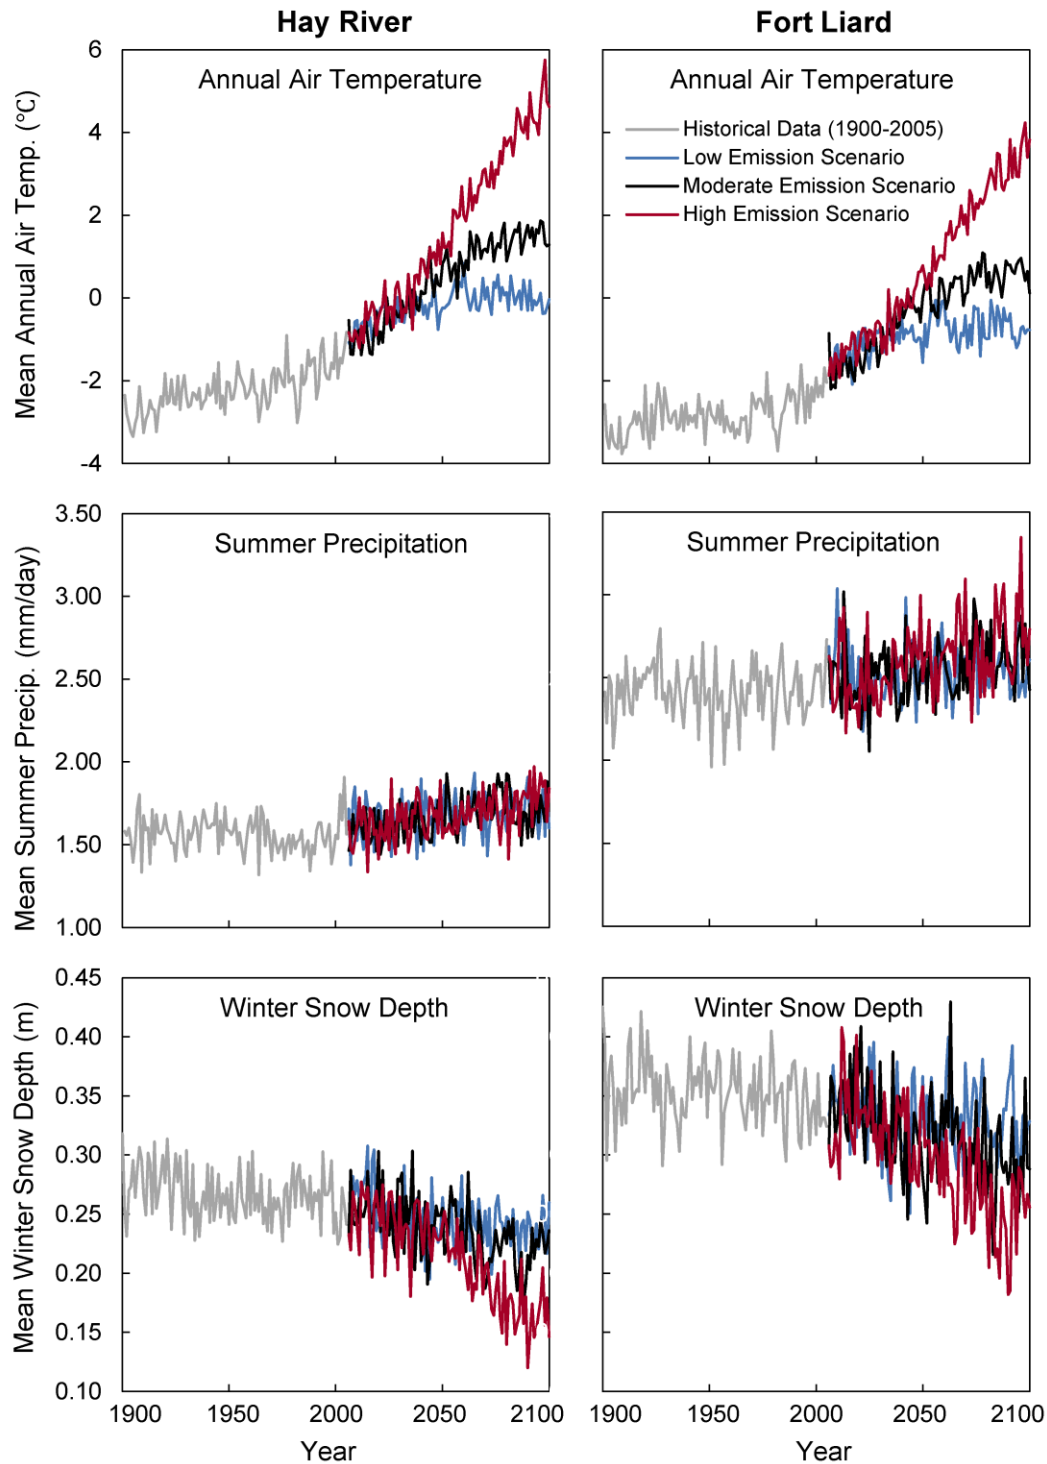 Hay River
Fort Liard
Annual Air Temperature
Annual Air Temperature
Historical Data (1900-2005)
Low Emission Scenario
Moderate Emission Scenario
High Emission Scenario
Mean Annual Air Temp. (°C)
6
4
2
0
-2
-4
Summer Precipitation
Summer Precipitation
Mean Summer Precip. (mm/day)
3.50
3.00
2.50
2.00
1.50
1.00
Winter Snow Depth
Winter Snow Depth
Mean Winter Snow Depth (m)
0.45
0.40
0.35
0.30
0.25
0.20
0.15
0.10
1900 1950 2000 2050 2100
1900 1950 2000 2050 2100
Year
Year